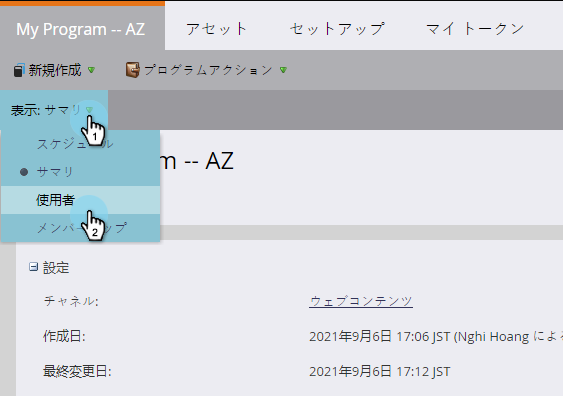 My Program -- AZ アセット セットアップ マイ トークン
新規作成 プログラムアクション
表示: サマリ
1
スケジュール
サマリ
m -- AZ
使用者
2
メンバーシップ
設定
チャネル: ウェブコンテンツ
作成日: 2021年9月6日 17:06 JST (Nghi Hoang による
最終変更日: 2021年9月6日 17:12 JST